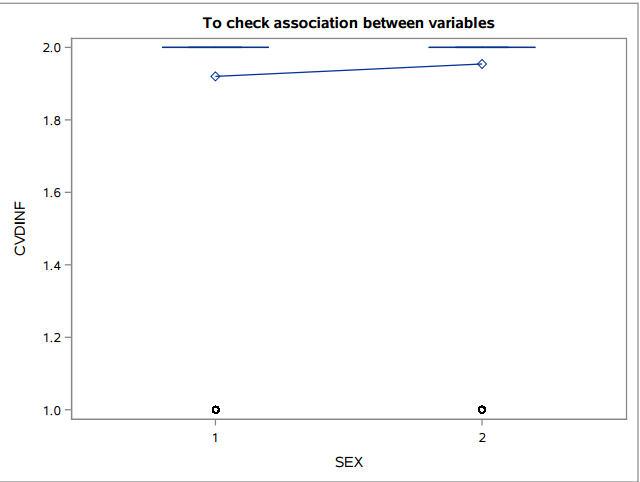 To check association between variables
2.0
1.8
1.6
1.4
1.2
1.0
CVDINF
1
2
SEX